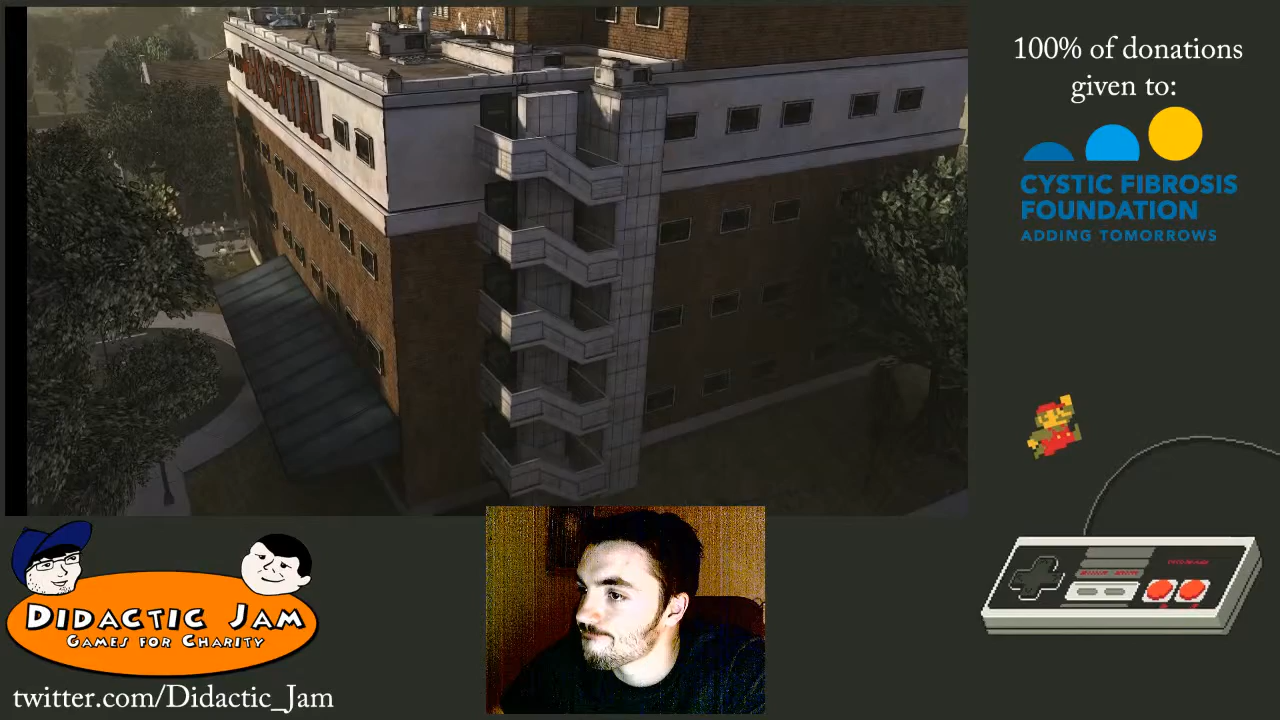 HOSPITAL
100% of donations
given to:
CYSTIC FIBROSIS
FOUNDATION
ADDING TOMORROWS
DIDACTIC JAM
GAMES FOR CHARITY
twitter.com/Didactic_Jam